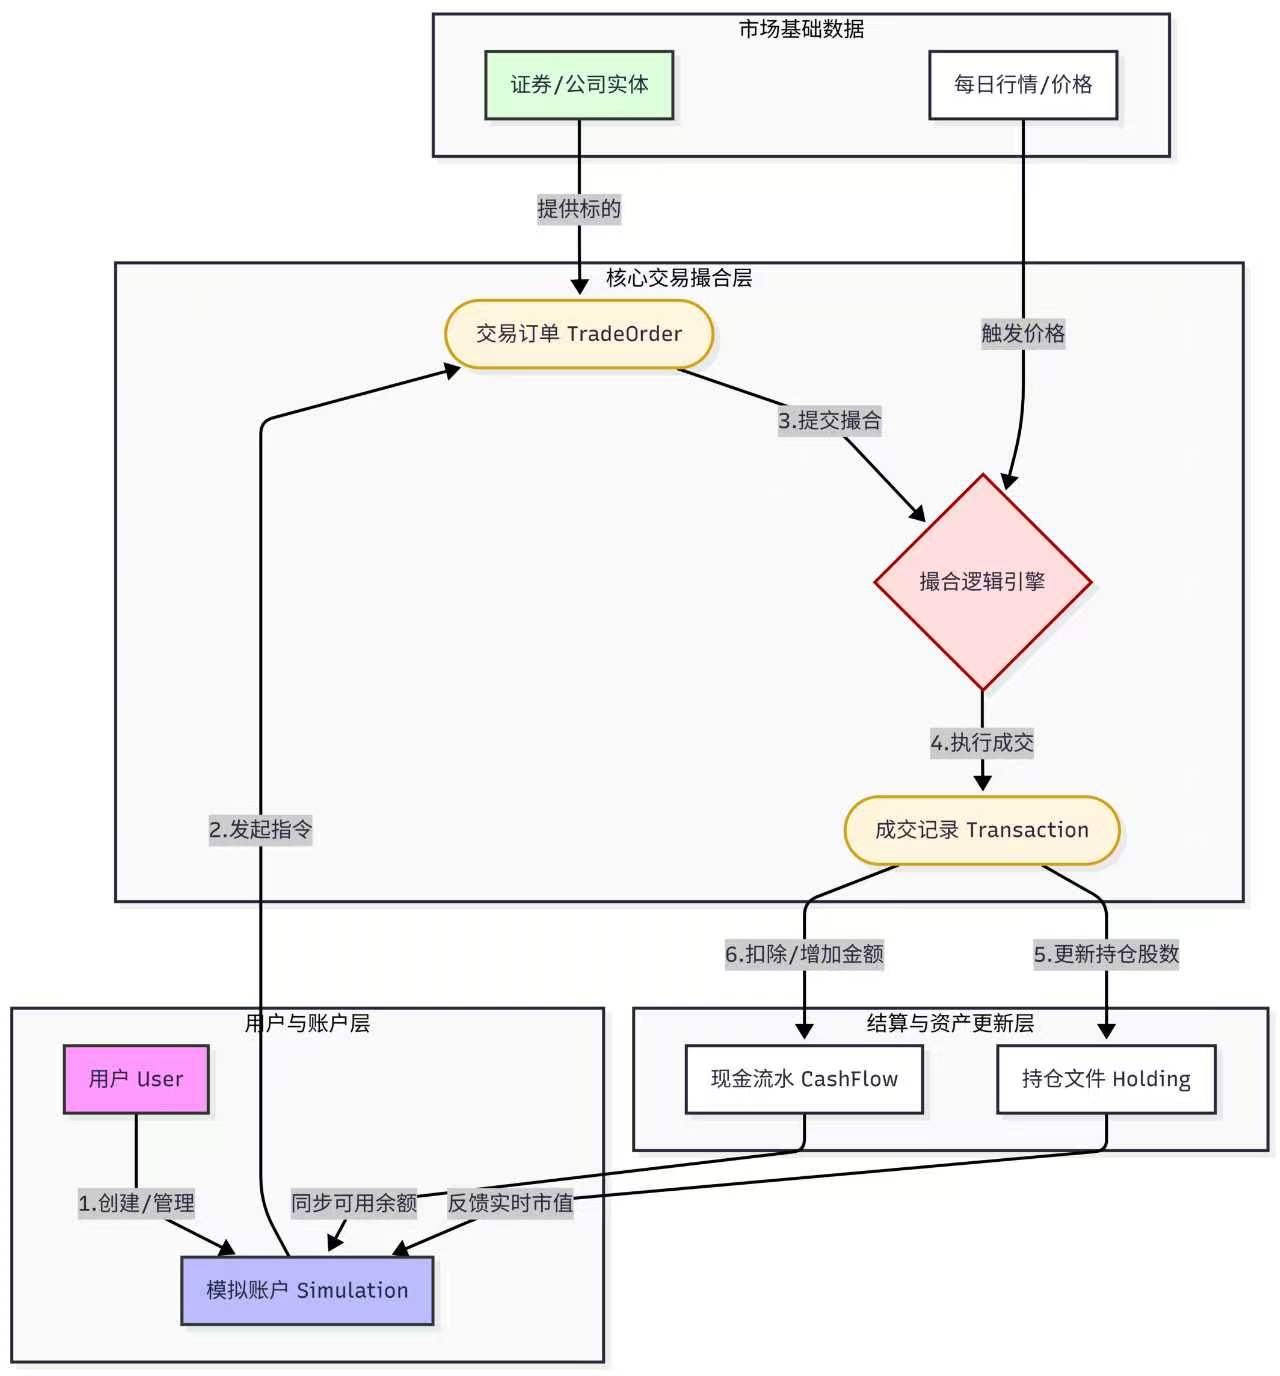 市场基础数据
证券/公司实体
每日行情/价格
提供标的
核心交易撮合层
交易订单 TradeOrder
触发价格
3.提交撮合
撮合逻辑引擎
4.执行成交
2.发起指令
成交记录 Transaction
6.扣除/增加金额
5.更新持仓股数
用户与账户层
结算与资产更新层
用户 User
现金流水 CashFlow
持仓文件 Holding
1.创建/管理
同步可用余额
反馈实时市值
模拟账户 Simulation